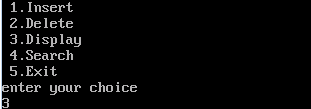 1.Insert
2.Delete
3.Display
4.Search
5.Exit
enter your choice
3